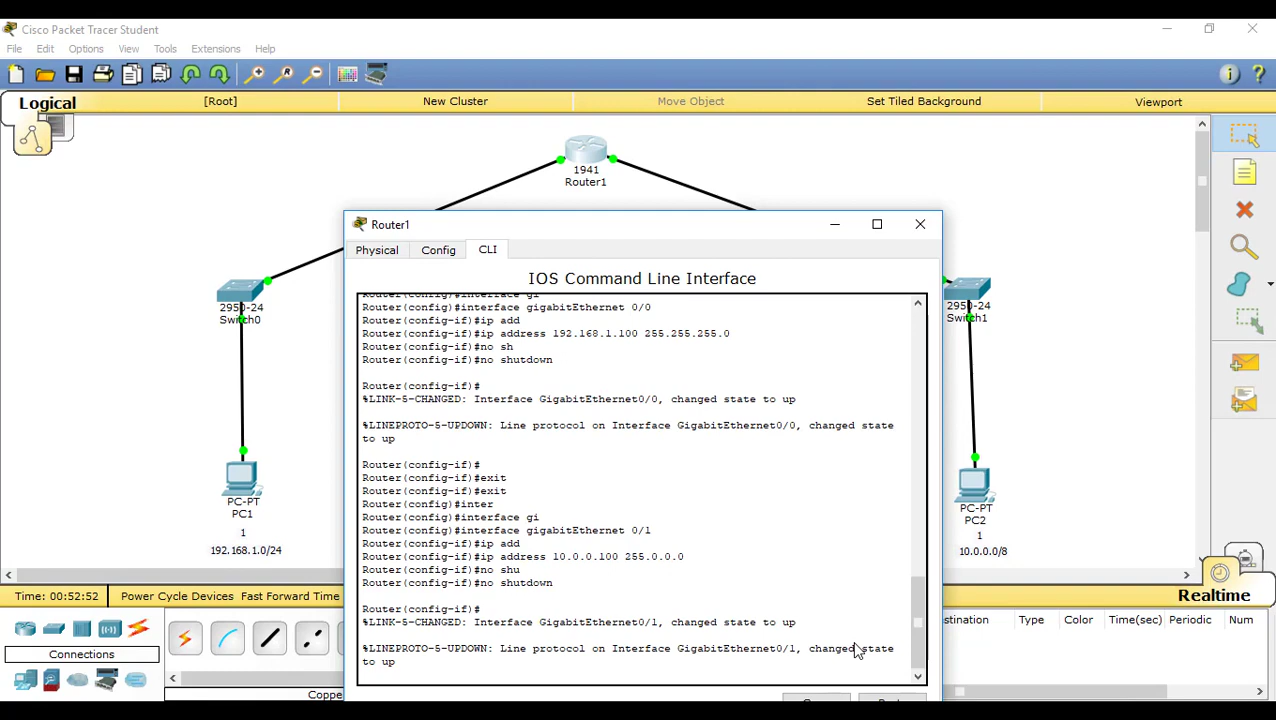 Cisco Packet Tracer Student
File Edit Options View Tools Extensions Help
Logical [Root] New Cluster Move Object Set Tiled Background Viewport
1941
Router1
Router1
Physical Config CLI
IOS Command Line Interface
Router(config)#interface gi
Router(config)#interface gigabitEthernet 0/0
Router(config-if)#ip add
Router(config-if)#ip address 192.168.1.100 255.255.255.0
Router(config-if)#no sh
Router(config-if)#no shutdown
Router(config-if)#
%LINK-5-CHANGED: Interface GigabitEthernet0/0, changed state to up
%LINEPROTO-5-UPDOWN: Line protocol on Interface GigabitEthernet0/0, changed state
to up
Router(config-if)#
Router(config-if)#exit
Router(config-if)#exit
Router(config)#inter
Router(config)#interface gi
Router(config)#interface gigabitEthernet 0/1
Router(config-if)#ip add
Router(config-if)#ip address 10.0.0.100 255.0.0.0
Router(config-if)#no shu
Router(config-if)#no shutdown
Router(config-if)#
%LINK-5-CHANGED: Interface GigabitEthernet0/1, changed state to up
%LINEPROTO-5-UPDOWN: Line protocol on Interface GigabitEthernet0/1, changed state
to up
2950-24
Switch0
PC-PT
PC1
1
192.168.1.0/24
2950-24
Switch1
PC-PT
PC2
1
10.0.0.0/8
Time: 00:52:52 Power Cycle Devices Fast Forward Time Realtime
Connections
Coppe
stination Type Color Time(sec) Periodic Num